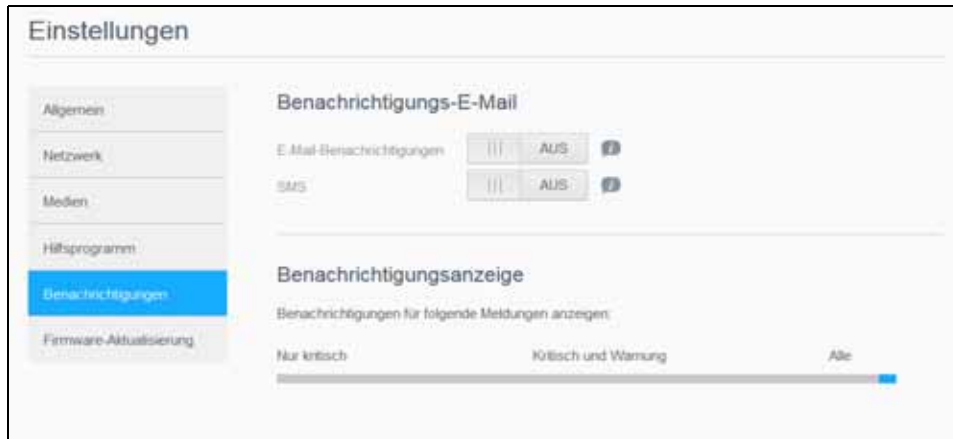 Einstellungen
Allgemein
Netzwerk
Medien
Hilfsprogramm
Benachrichtigungen
Firmware-Aktualisierung
Benachrichtigungs-E-Mail
E-Mail-Benachrichtigungen AUS
SMS AUS
Benachrichtigungsanzeige
Benachrichtigungen für folgende Meldungen anzeigen:
Nur kritisch Kritisch und Warnung Alle